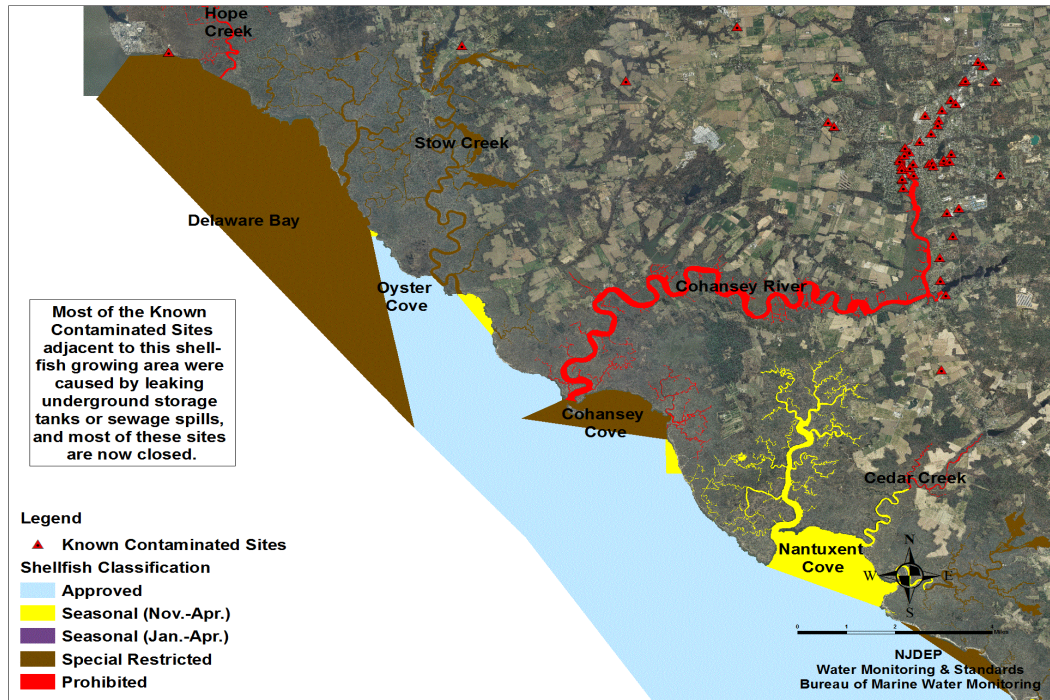 Hope
Creek
Stow Creek
Delaware Bay
Oyster
Cove
Cohansey River
Cohansey
Cove
Cedar Creek
Nantuxent
Cove
Most of the Known
Contaminated Sites
adjacent to this shell-
fish growing area were
caused by leaking
underground storage
tanks or sewage spills,
and most of these sites
are now closed.
Legend
Known Contaminated Sites
Shellfish Classification
Approved
Seasonal (Nov.-Apr.)
Seasonal (Jan.-Apr.)
Special Restricted
Prohibited
N
W E
S
0 1 2 4
Miles
NJDEP
Water Monitoring & Standards
Bureau of Marine Water Monitoring